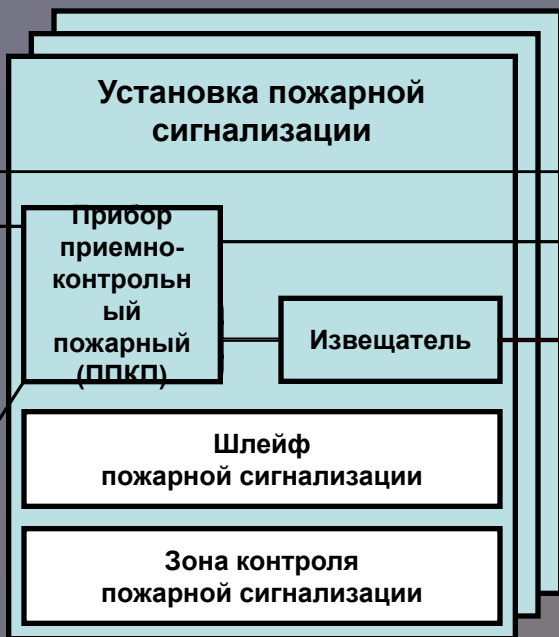 Установка пожарной
сигнализации
Прибор
приемно-
контрольн
ый
пожарный
(ППКП)
Извещатель
Шлейф
пожарной сигнализации
Зона контроля
пожарной сигнализации